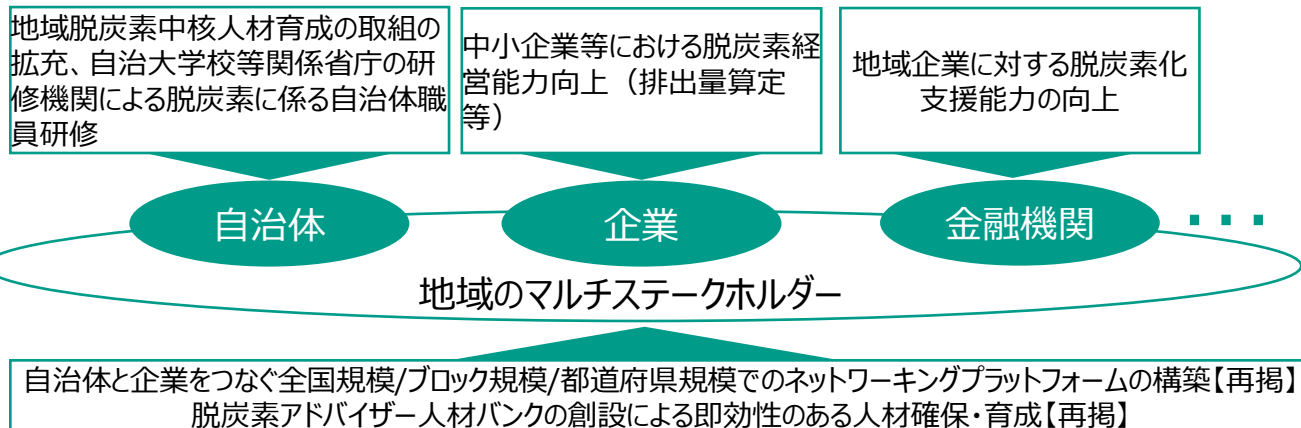 地域脱炭素中核人材育成の取組の
拡充、自治大学校等関係省庁の研
修機関による脱炭素に係る自治体職
員研修
中小企業等における脱炭素経
営能力向上（排出量算定
等）
地域企業に対する脱炭素化
支援能力の向上
自治体
企業
金融機関
・・・
地域のマルチステークホルダー
自治体と企業をつなぐ全国規模/ブロック規模/都道府県規模でのネットワーキングプラットフォームの構築【再掲】
脱炭素アドバイザー人材バンクの創設による即効性のある人材確保・育成【再掲】